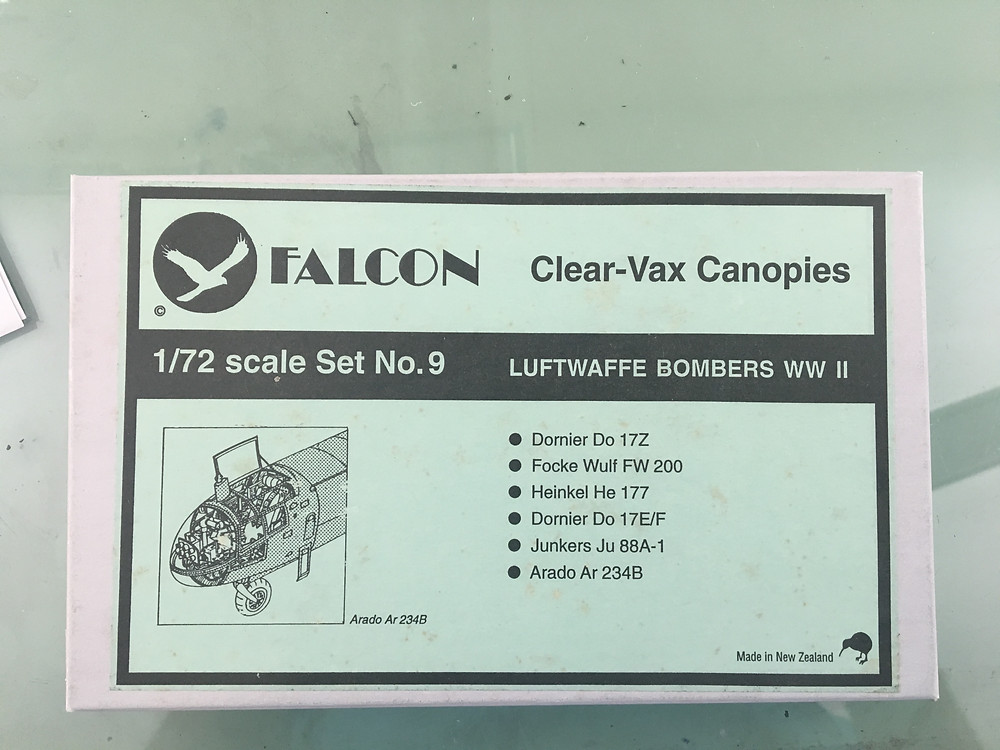 FALCON
Clear-Vax Canopies
©
1/72 scale Set No.9
LUFTWAFFE BOMBERS WW II
● Dornier Do 17Z
● Focke Wulf FW 200
● Heinkel He 177
● Dornier Do 17E/F
● Junkers Ju 88A-1
● Arado Ar 234B
Arado Ar 234B
Made in New Zealand